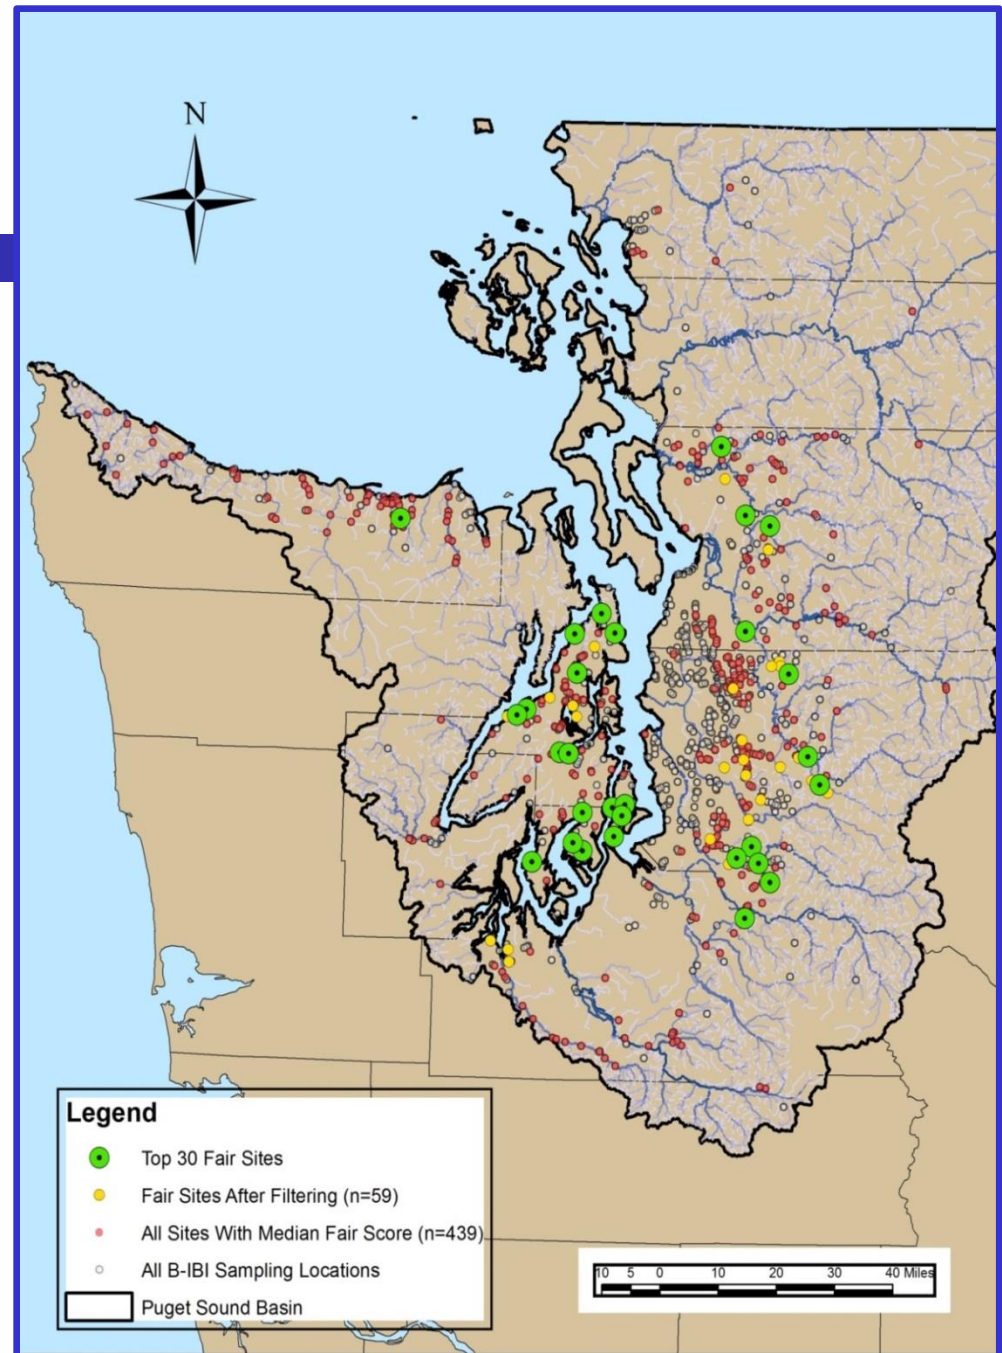 N
Legend
Top 30 Fair Sites
Fair Sites After Filtering (n=59)
All Sites With Median Fair Score (n=439)
All B-IBI Sampling Locations
Puget Sound Basin
10 5 0 10 20 30 40 Miles